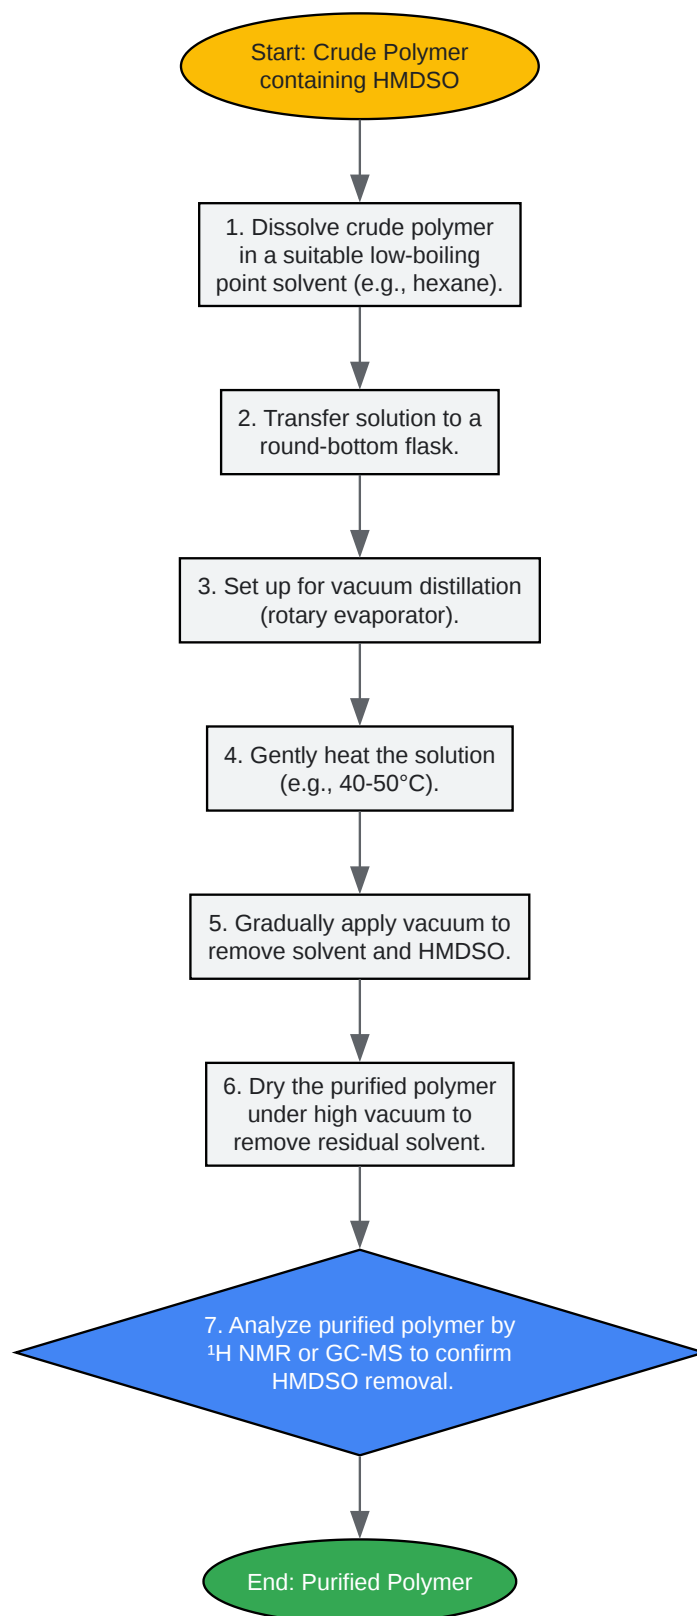 Start: Crude Polymer
containing HMDSO
1. Dissolve crude polymer
in a suitable low-boiling
point solvent (e.g., hexane).
2. Transfer solution to a
round-bottom flask.
3. Set up for vacuum distillation
(rotary evaporator).
4. Gently heat the solution
(e.g., 40-50°C).
5. Gradually apply vacuum to
remove solvent and HMDSO.
6. Dry the purified polymer
under high vacuum to
remove residual solvent.
7. Analyze purified polymer by
¹H NMR or GC-MS to confirm
HMDSO removal.
End: Purified Polymer